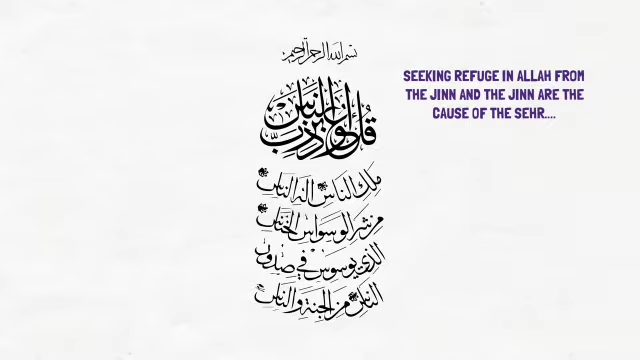 بسم الله الرحمن الرحيم
قل أعوذ برب الناس
ملك الناس إله الناس
من شر الوسواس الخناس
الذي يوسوس في صدور
الناس من الجنة والناس
SEEKING REFUGE IN ALLAH FROM
THE JINN AND THE JINN ARE THE
CAUSE OF THE SEHR....